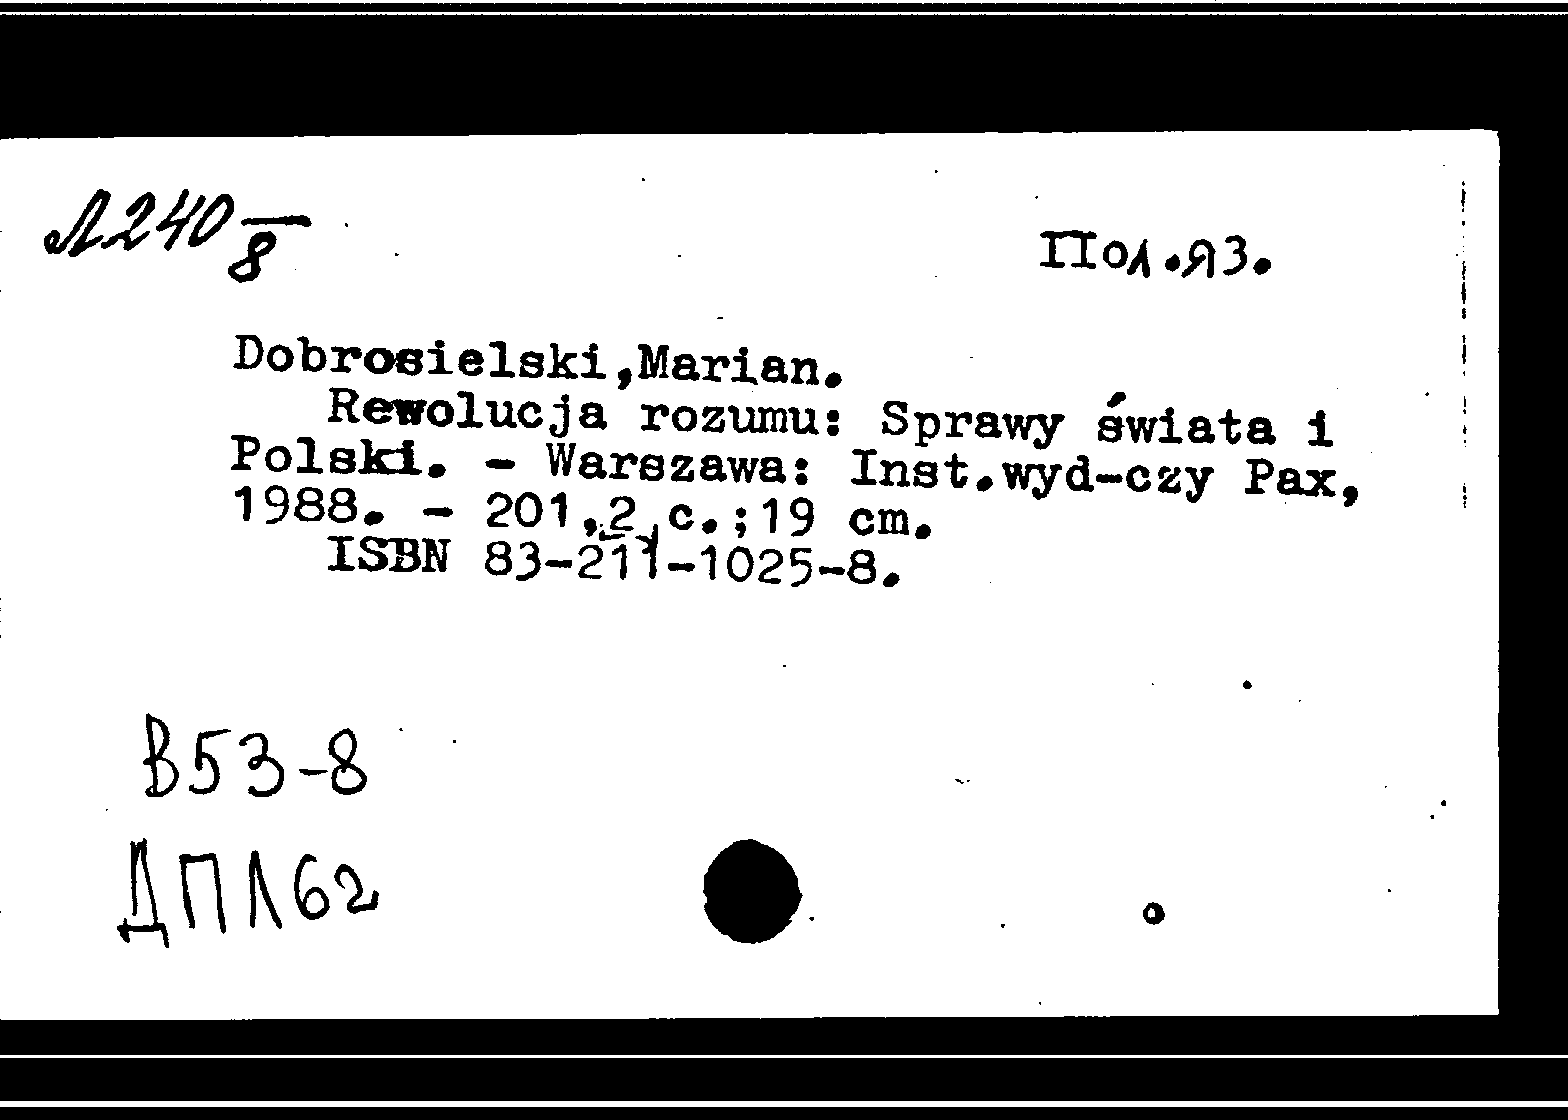 Л240/8
Пол.яз.
Dobrosielski,Marian.
Rewolucja rozumu: Sprawy świata i
Polski. - Warszawa: Inst.wyd-czy Pax,
1988. - 201,2 c.;19 cm.
ISBN 83-211-1025-8.
В53-8
ДПЛ62